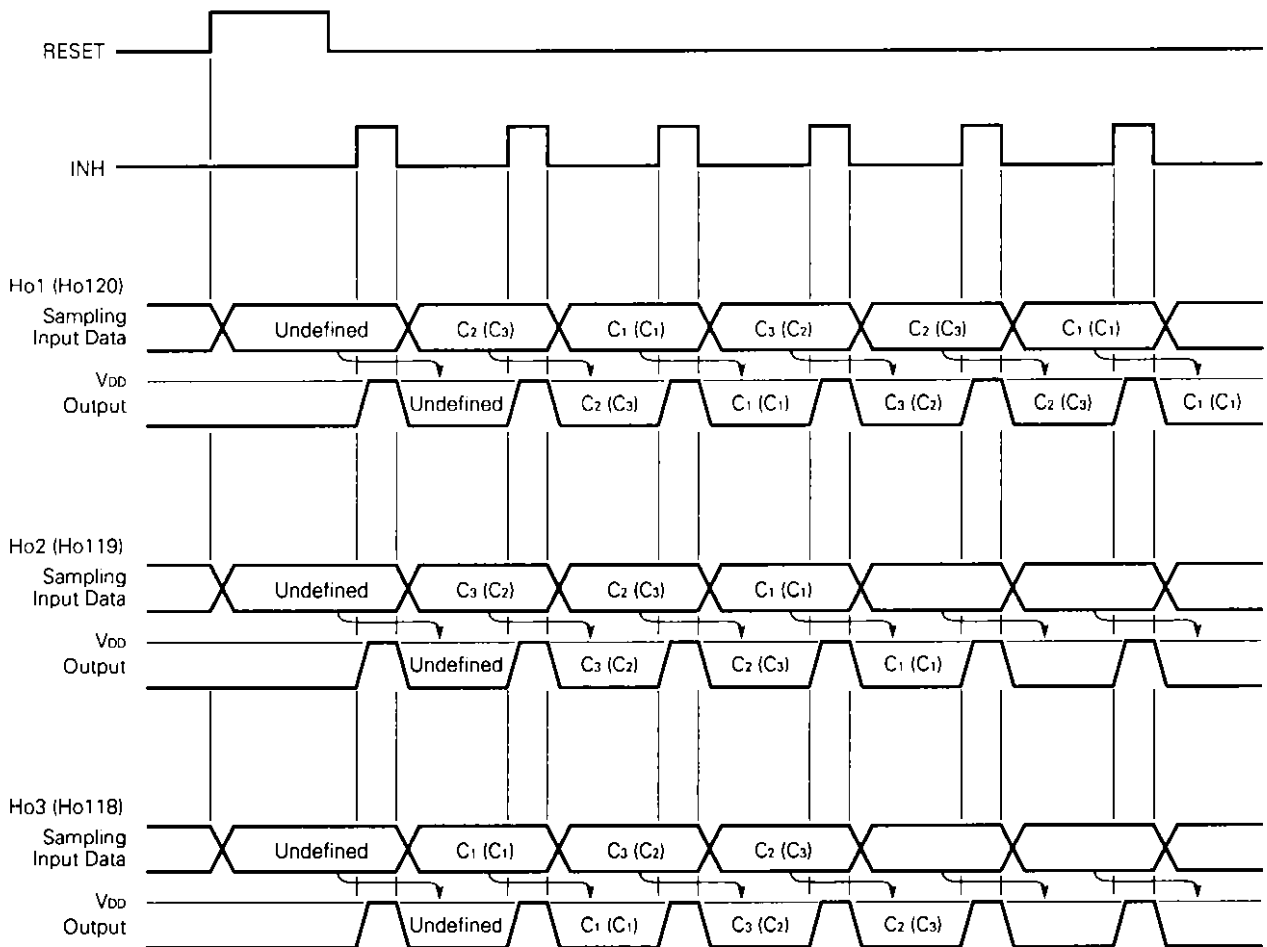 RESET
INH
Ho1 (Ho120)
Sampling
Input Data
Undefined C₂ (C₃) C₁ (C₁) C₃ (C₂) C₂ (C₃) C₁ (C₁)
VDD
Output
Undefined C₂ (C₃) C₁ (C₁) C₃ (C₂) C₂ (C₃) C₁ (C₁)
Ho2 (Ho119)
Sampling
Input Data
Undefined C₃ (C₂) C₂ (C₃) C₁ (C₁)
VDD
Output
Undefined C₃ (C₂) C₂ (C₃) C₁ (C₁)
Ho3 (Ho118)
Sampling
Input Data
Undefined C₁ (C₁) C₃ (C₂) C₂ (C₃)
VDD
Output
Undefined C₁ (C₁) C₃ (C₂) C₂ (C₃)